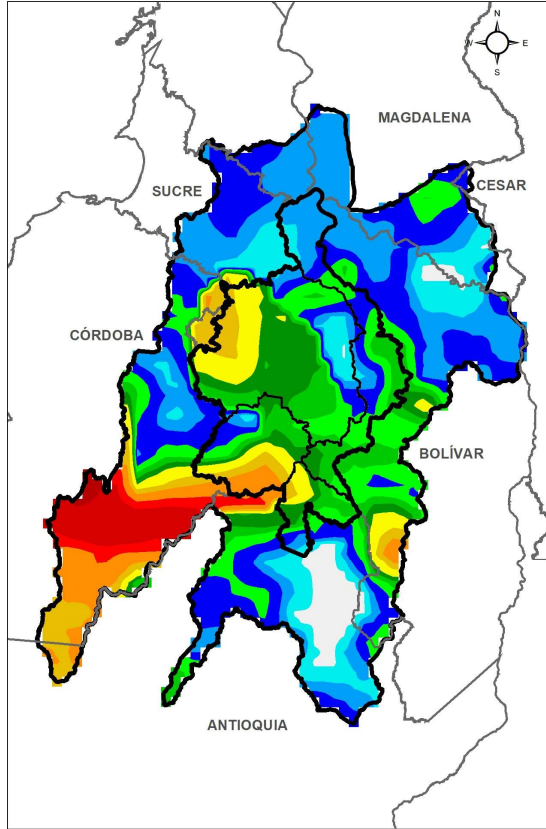 N
W E
S
MAGDALENA
SUCRE
CESAR
CÓRDOBA
BOLÍVAR
ANTIOQUIA